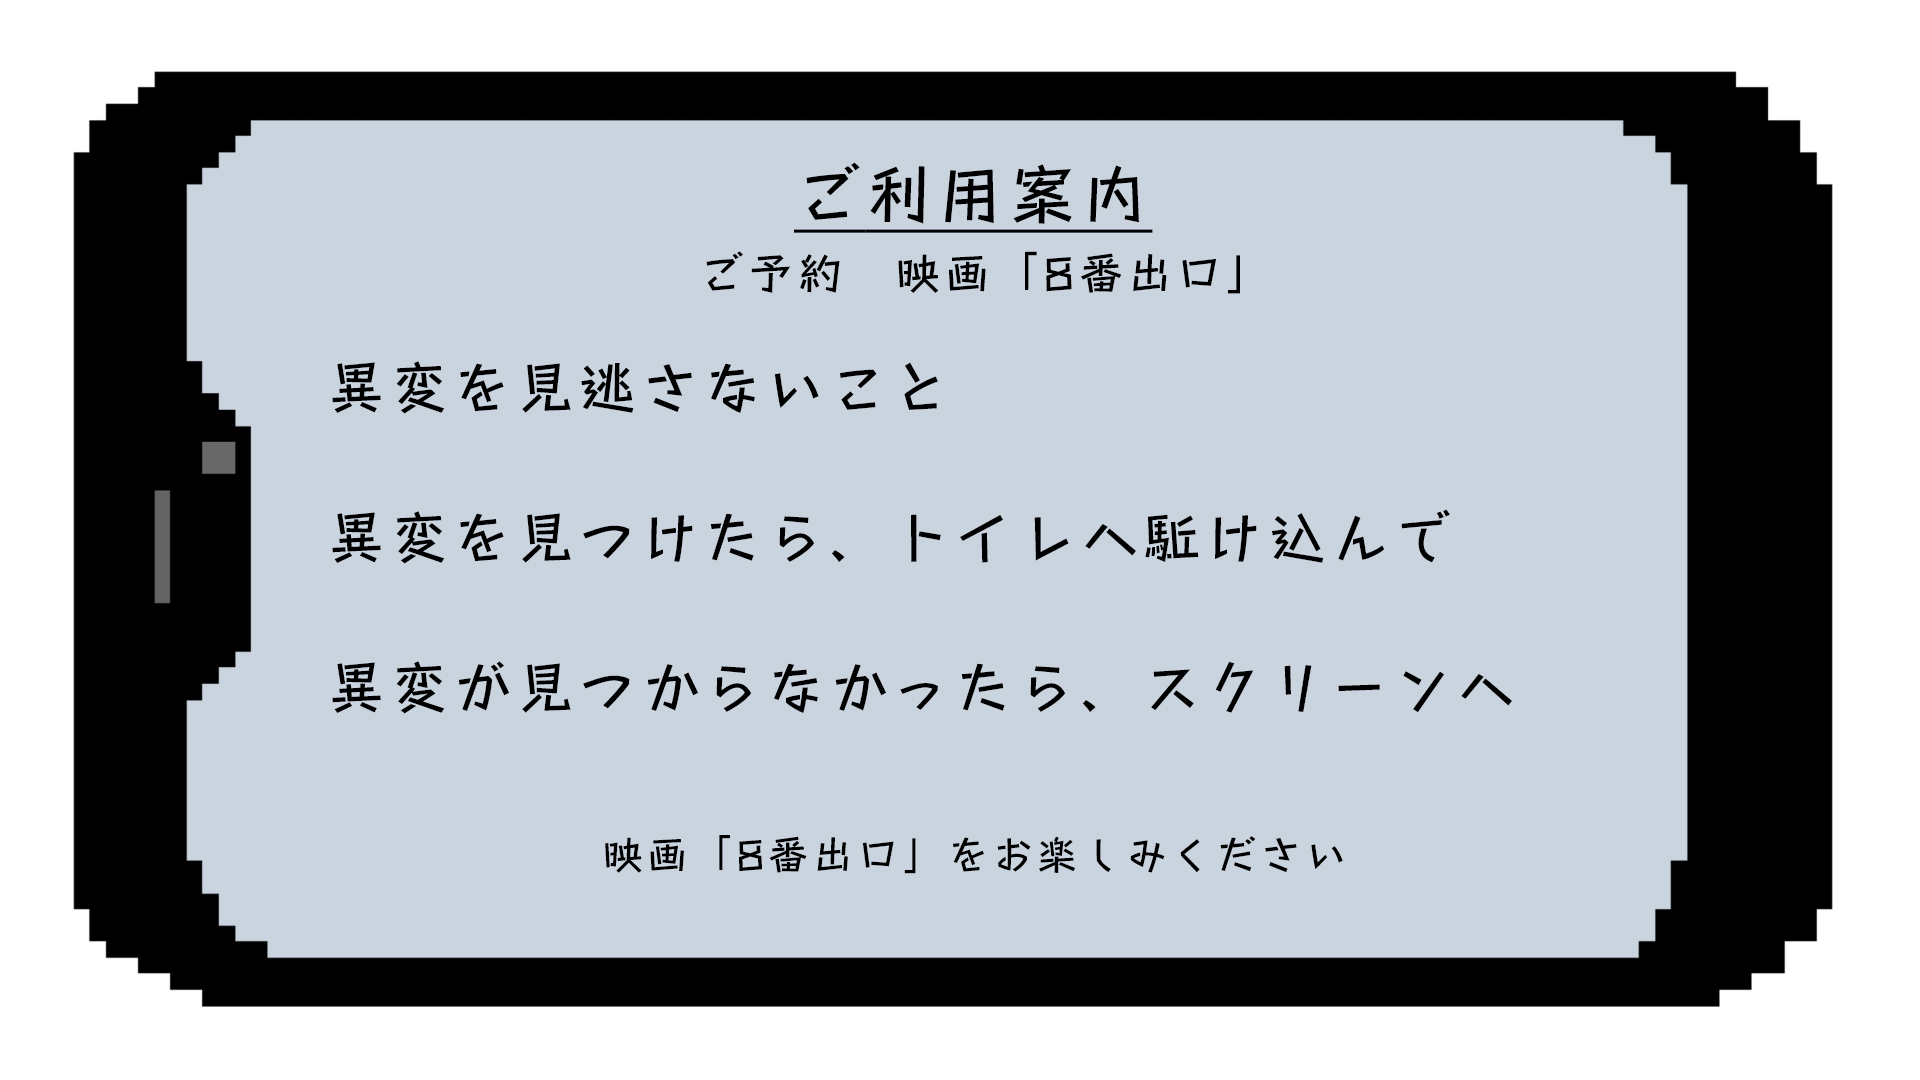 ご利用案内
ご予約　映画「8番出口」
異変を見逃さないこと
異変を見つけたら、トイレへ駈け込んで
異変が見つからなかったら、スクリーンへ
映画「8番出口」をお楽しみください